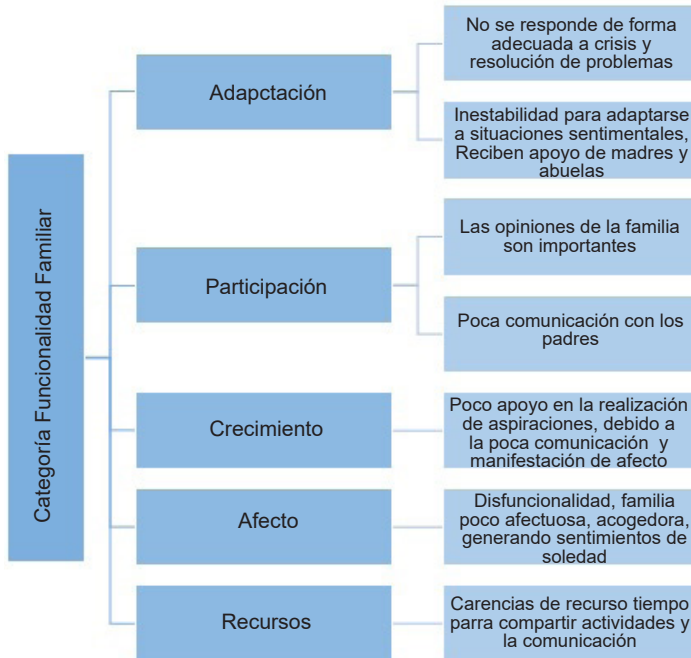 Categoría Funcionalidad Familiar
Adapctación
No se responde de forma
adecuada a crisis y
resolución de problemas
Inestabilidad para adaptarse
a situaciones sentimentales,
Reciben apoyo de madres y
abuelas
Participación
Las opiniones de la familia
son importantes
Poca comunicación con los
padres
Crecimiento
Poco apoyo en la realización
de aspiraciones, debido a
la poca comunicación y
manifestación de afecto
Afecto
Disfuncionalidad, familia
poco afectuosa, acogedora,
generando sentimientos de
soledad
Recursos
Carencias de recurso tiempo
parra compartir actividades y
la comunicación